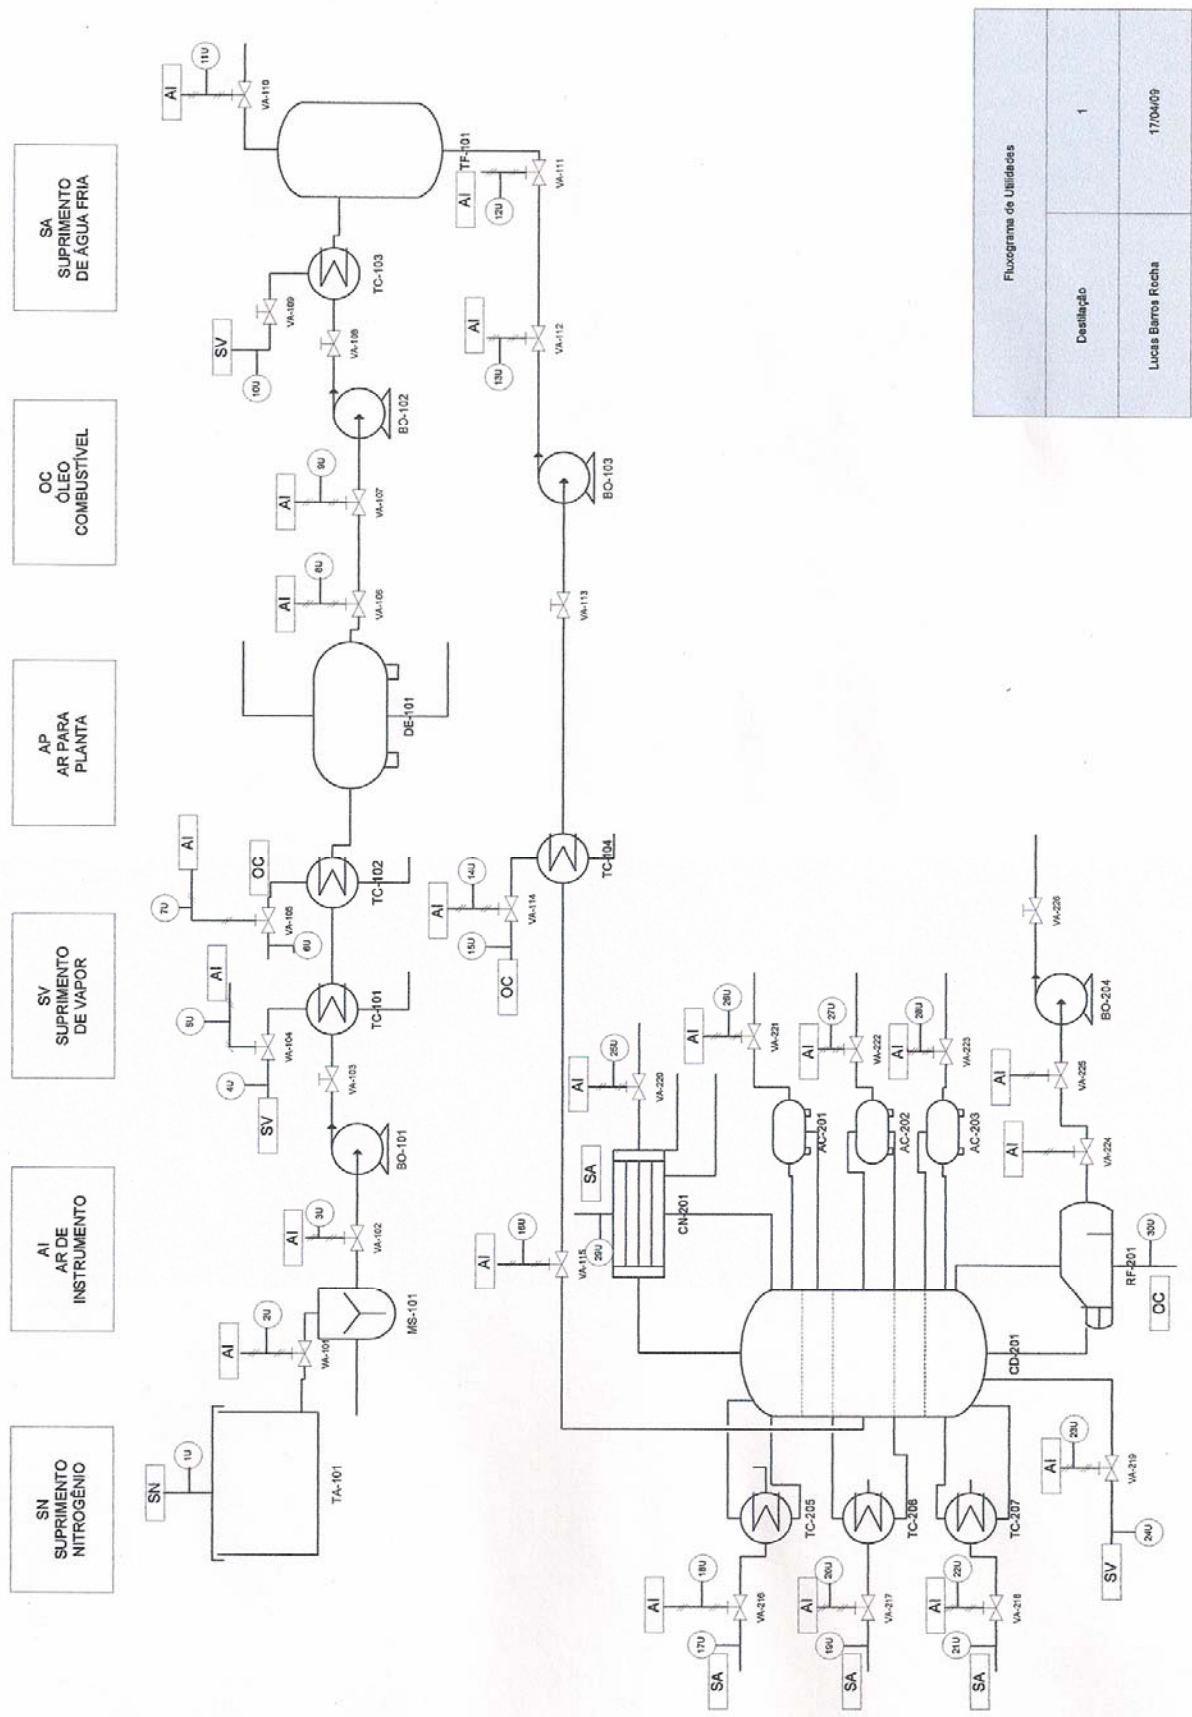 SN
SUPRIMENTO
NITROGÊNIO
AI
AR DE
INSTRUMENTO
SV
SUPRIMENTO
DE VAPOR
AP
AR PARA
PLANTA
OC
ÓLEO
COMBUSTÍVEL
SA
SUPRIMENTO
DE ÁGUA FRIA
SN
1U
TA-101
AI
2U
VA-101
MS-101
AI
3U
VA-102
BO-101
VA-103
SV
4U
5U
AI
VA-104
TC-101
7U
AI
VA-105
6U
OC
TC-102
DE-101
AI
8U
VA-106
AI
9U
VA-107
BO-102
VA-108
SV
10U
VA-109
TC-103
AI
11U
VA-110
TF-101
AI
12U
VA-111
AI
13U
VA-112
BO-103
VA-113
TC-104
AI
14U
VA-114
15U
OC
AI
16U
VA-115
SA
29U
CN-201
AI
25U
VA-220
AI
26U
VA-221
AC-201
AI
27U
VA-222
AC-202
AI
28U
VA-223
AC-203
CD-201
AI
18U
VA-216
17U
SA
TC-205
AI
20U
VA-217
19U
SA
TC-206
AI
22U
VA-218
21U
SA
TC-207
AI
23U
VA-219
24U
SV
RF-201
30U
OC
AI
VA-224
AI
VA-225
BO-204
VA-226
Fluxograma de Utilidades
Destilação
1
Lucas Barros Rocha
17/04/09